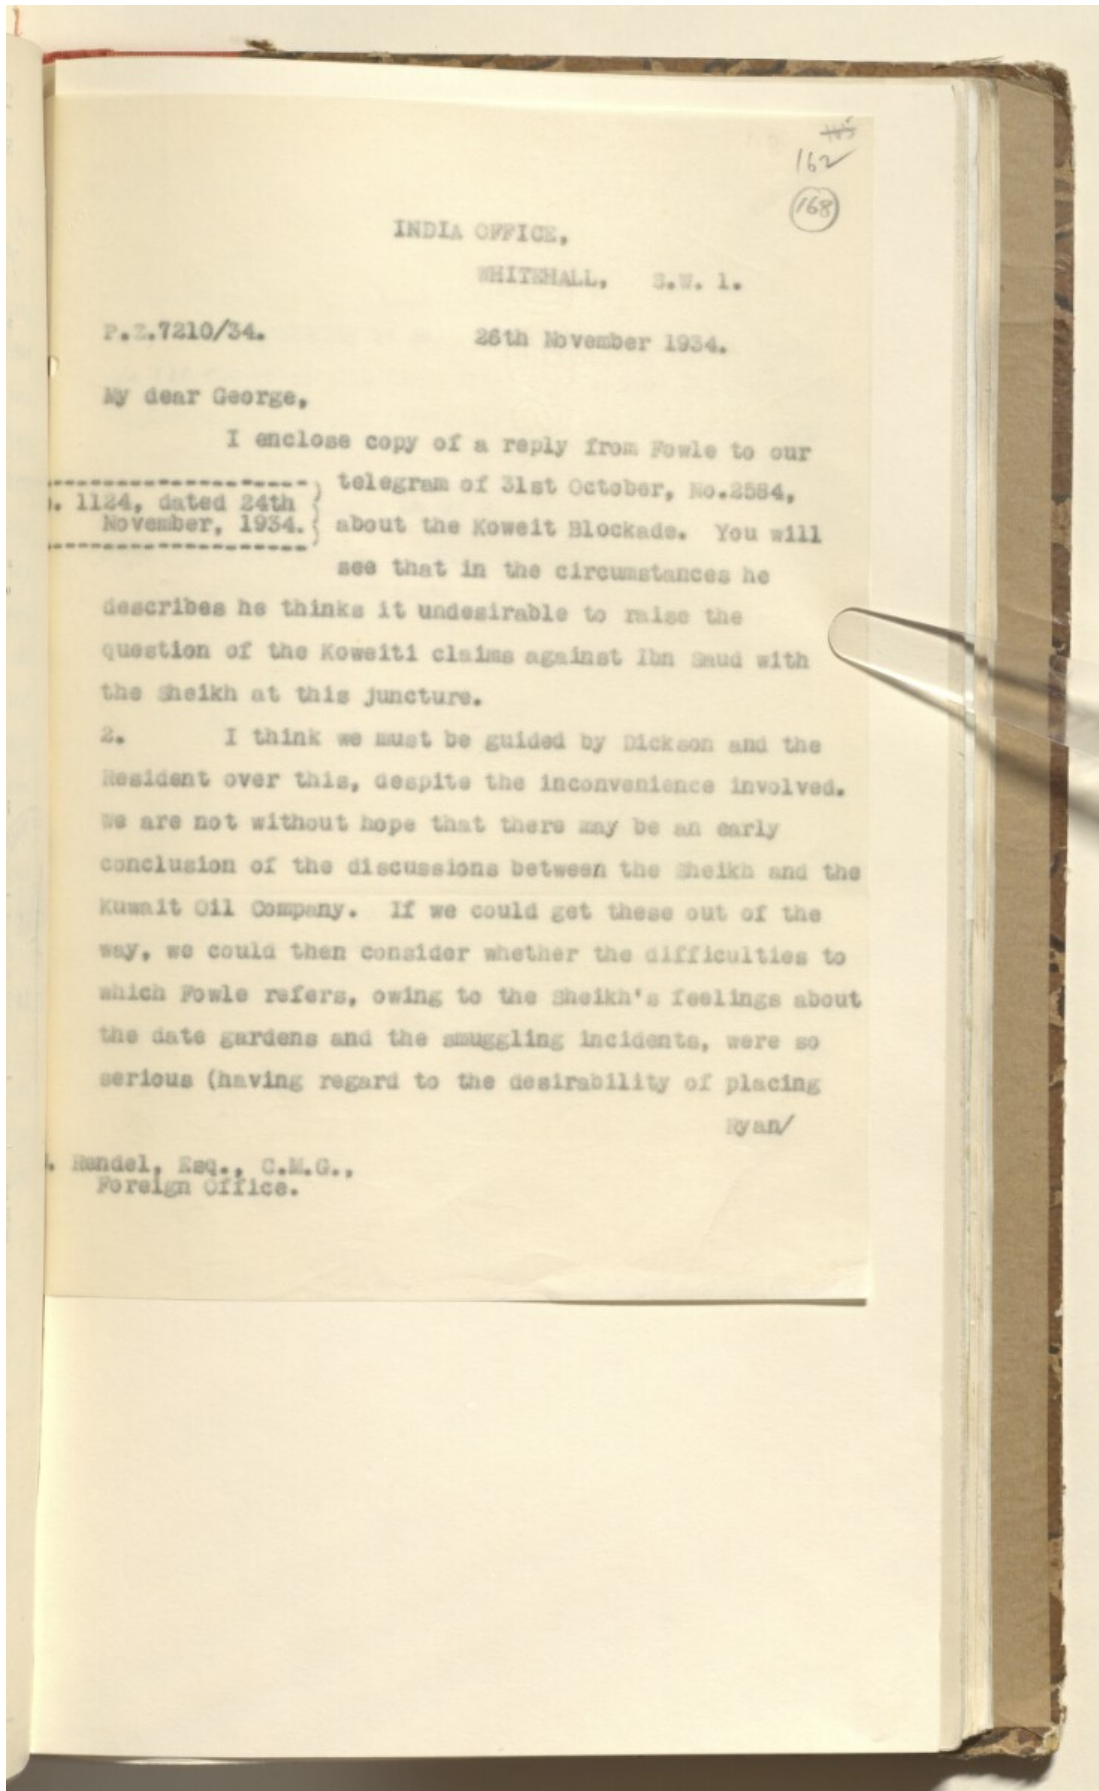 185
162
168
INDIA OFFICE,
WHITEHALL, S.W. 1.
P.Z.7210/34.
26th November 1934.
My dear George,
I enclose copy of a reply from Fowle to our
telegram of 31st October, No.2584,
. 1124, dated 24th
November, 1934.
about the Koweit Blockade. You will
see that in the circumstances he
describes he thinks it undesirable to raise the
question of the Koweiti claims against Ibn Saud with
the Sheikh at this juncture.
2. I think we must be guided by Dickson and the
Resident over this, despite the inconvenience involved.
We are not without hope that there may be an early
conclusion of the discussions between the Sheikh and the
Kuwait Oil Company. If we could get these out of the
way, we could then consider whether the difficulties to
which Fowle refers, owing to the Sheikh's feelings about
the date gardens and the smuggling incidents, were so
serious (having regard to the desirability of placing
Ryan/
. Rendel, Esq., C.M.G.,
Foreign Office.